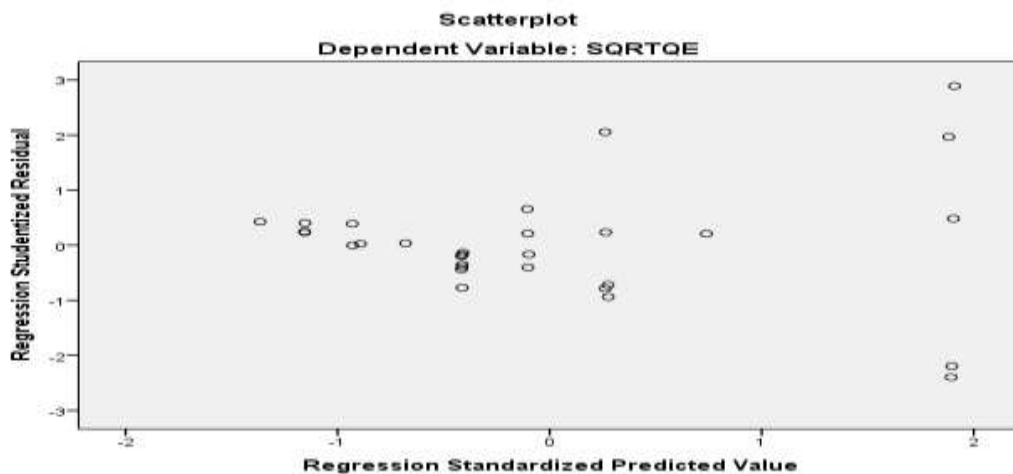 Scatterplot
Dependent Variable: SQRTQE
Regression Studentized Residual
3
2
1
0
-1
-2
-3
-2 -1 0 1 2
Regression Standardized Predicted Value